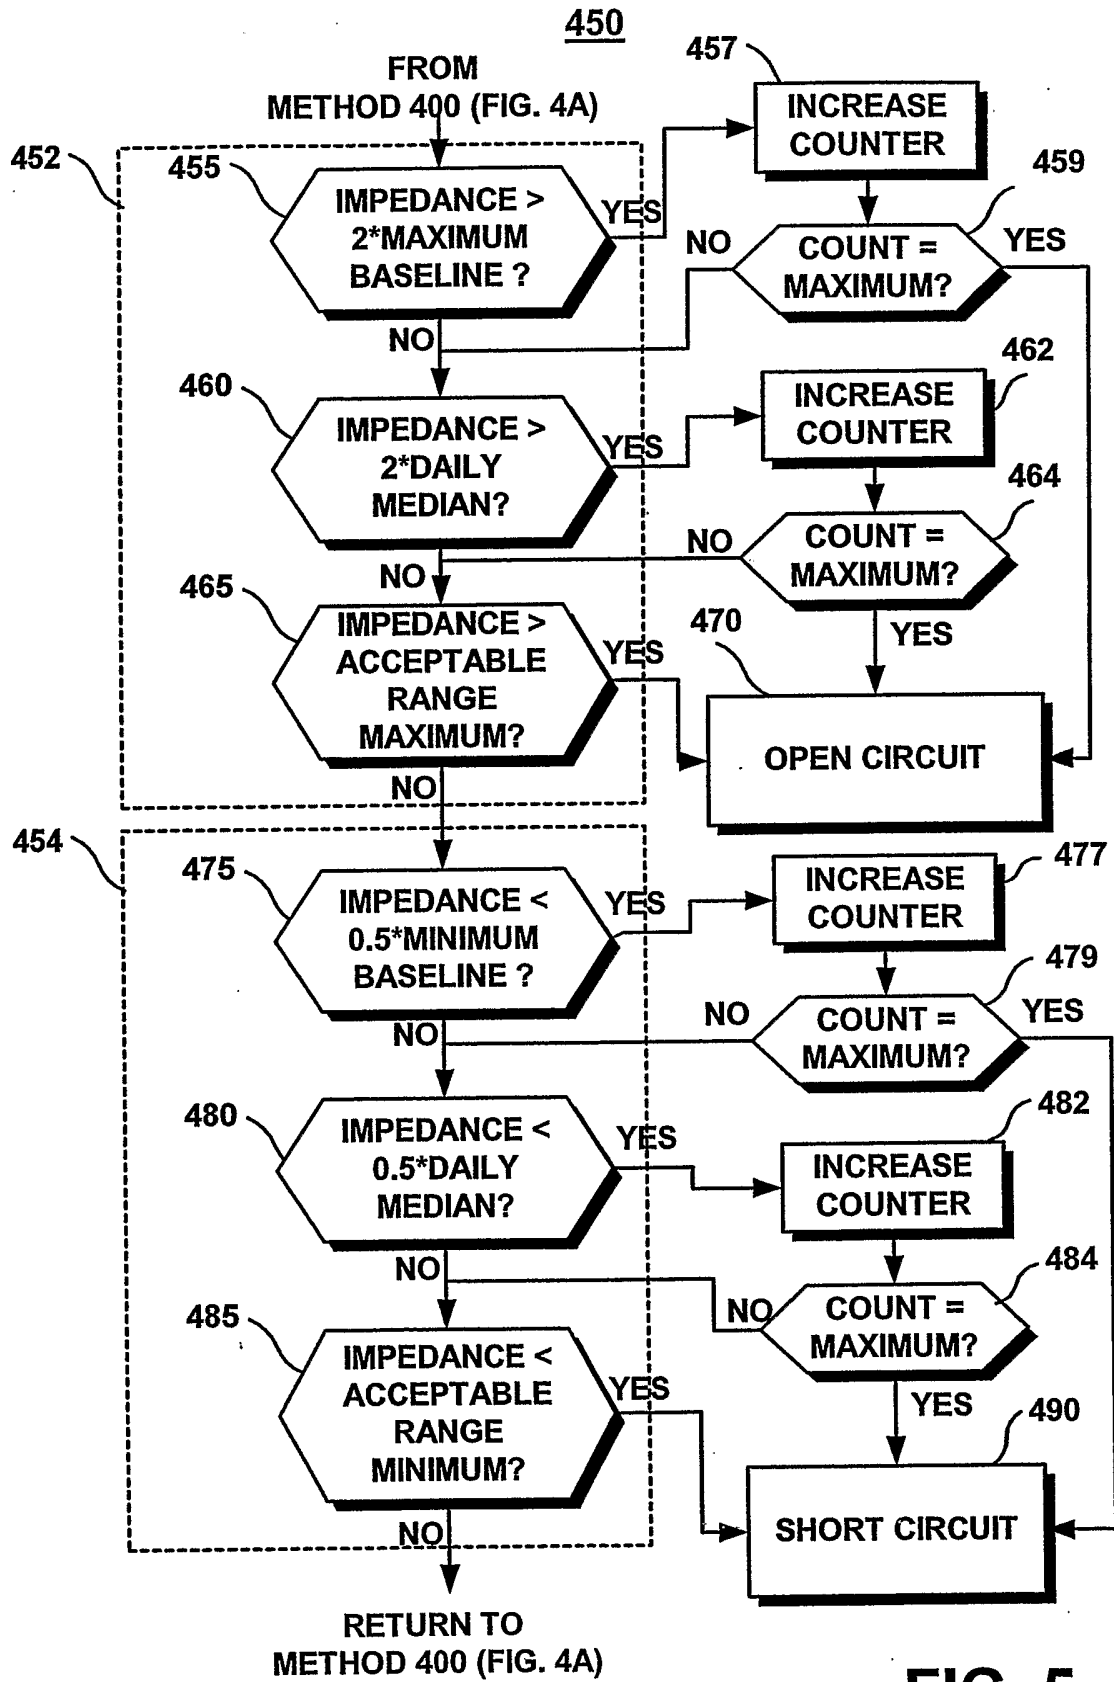 450
FROM
METHOD 400 (FIG. 4A)
457
INCREASE
COUNTER
452
455
IMPEDANCE >
2*MAXIMUM
BASELINE ?
YES
459
NO
COUNT =
MAXIMUM?
YES
NO
460
IMPEDANCE >
2*DAILY
MEDIAN?
YES
462
INCREASE
COUNTER
464
NO
COUNT =
MAXIMUM?
NO
YES
465
IMPEDANCE >
ACCEPTABLE
RANGE
MAXIMUM?
YES
470
OPEN CIRCUIT
NO
454
475
IMPEDANCE <
0.5*MINIMUM
BASELINE ?
YES
477
INCREASE
COUNTER
479
NO
COUNT =
MAXIMUM?
YES
NO
480
IMPEDANCE <
0.5*DAILY
MEDIAN?
YES
482
INCREASE
COUNTER
484
NO
COUNT =
MAXIMUM?
NO
YES
485
IMPEDANCE <
ACCEPTABLE
RANGE
MINIMUM?
YES
490
SHORT CIRCUIT
NO
RETURN TO
METHOD 400 (FIG. 4A)
FIG. 5